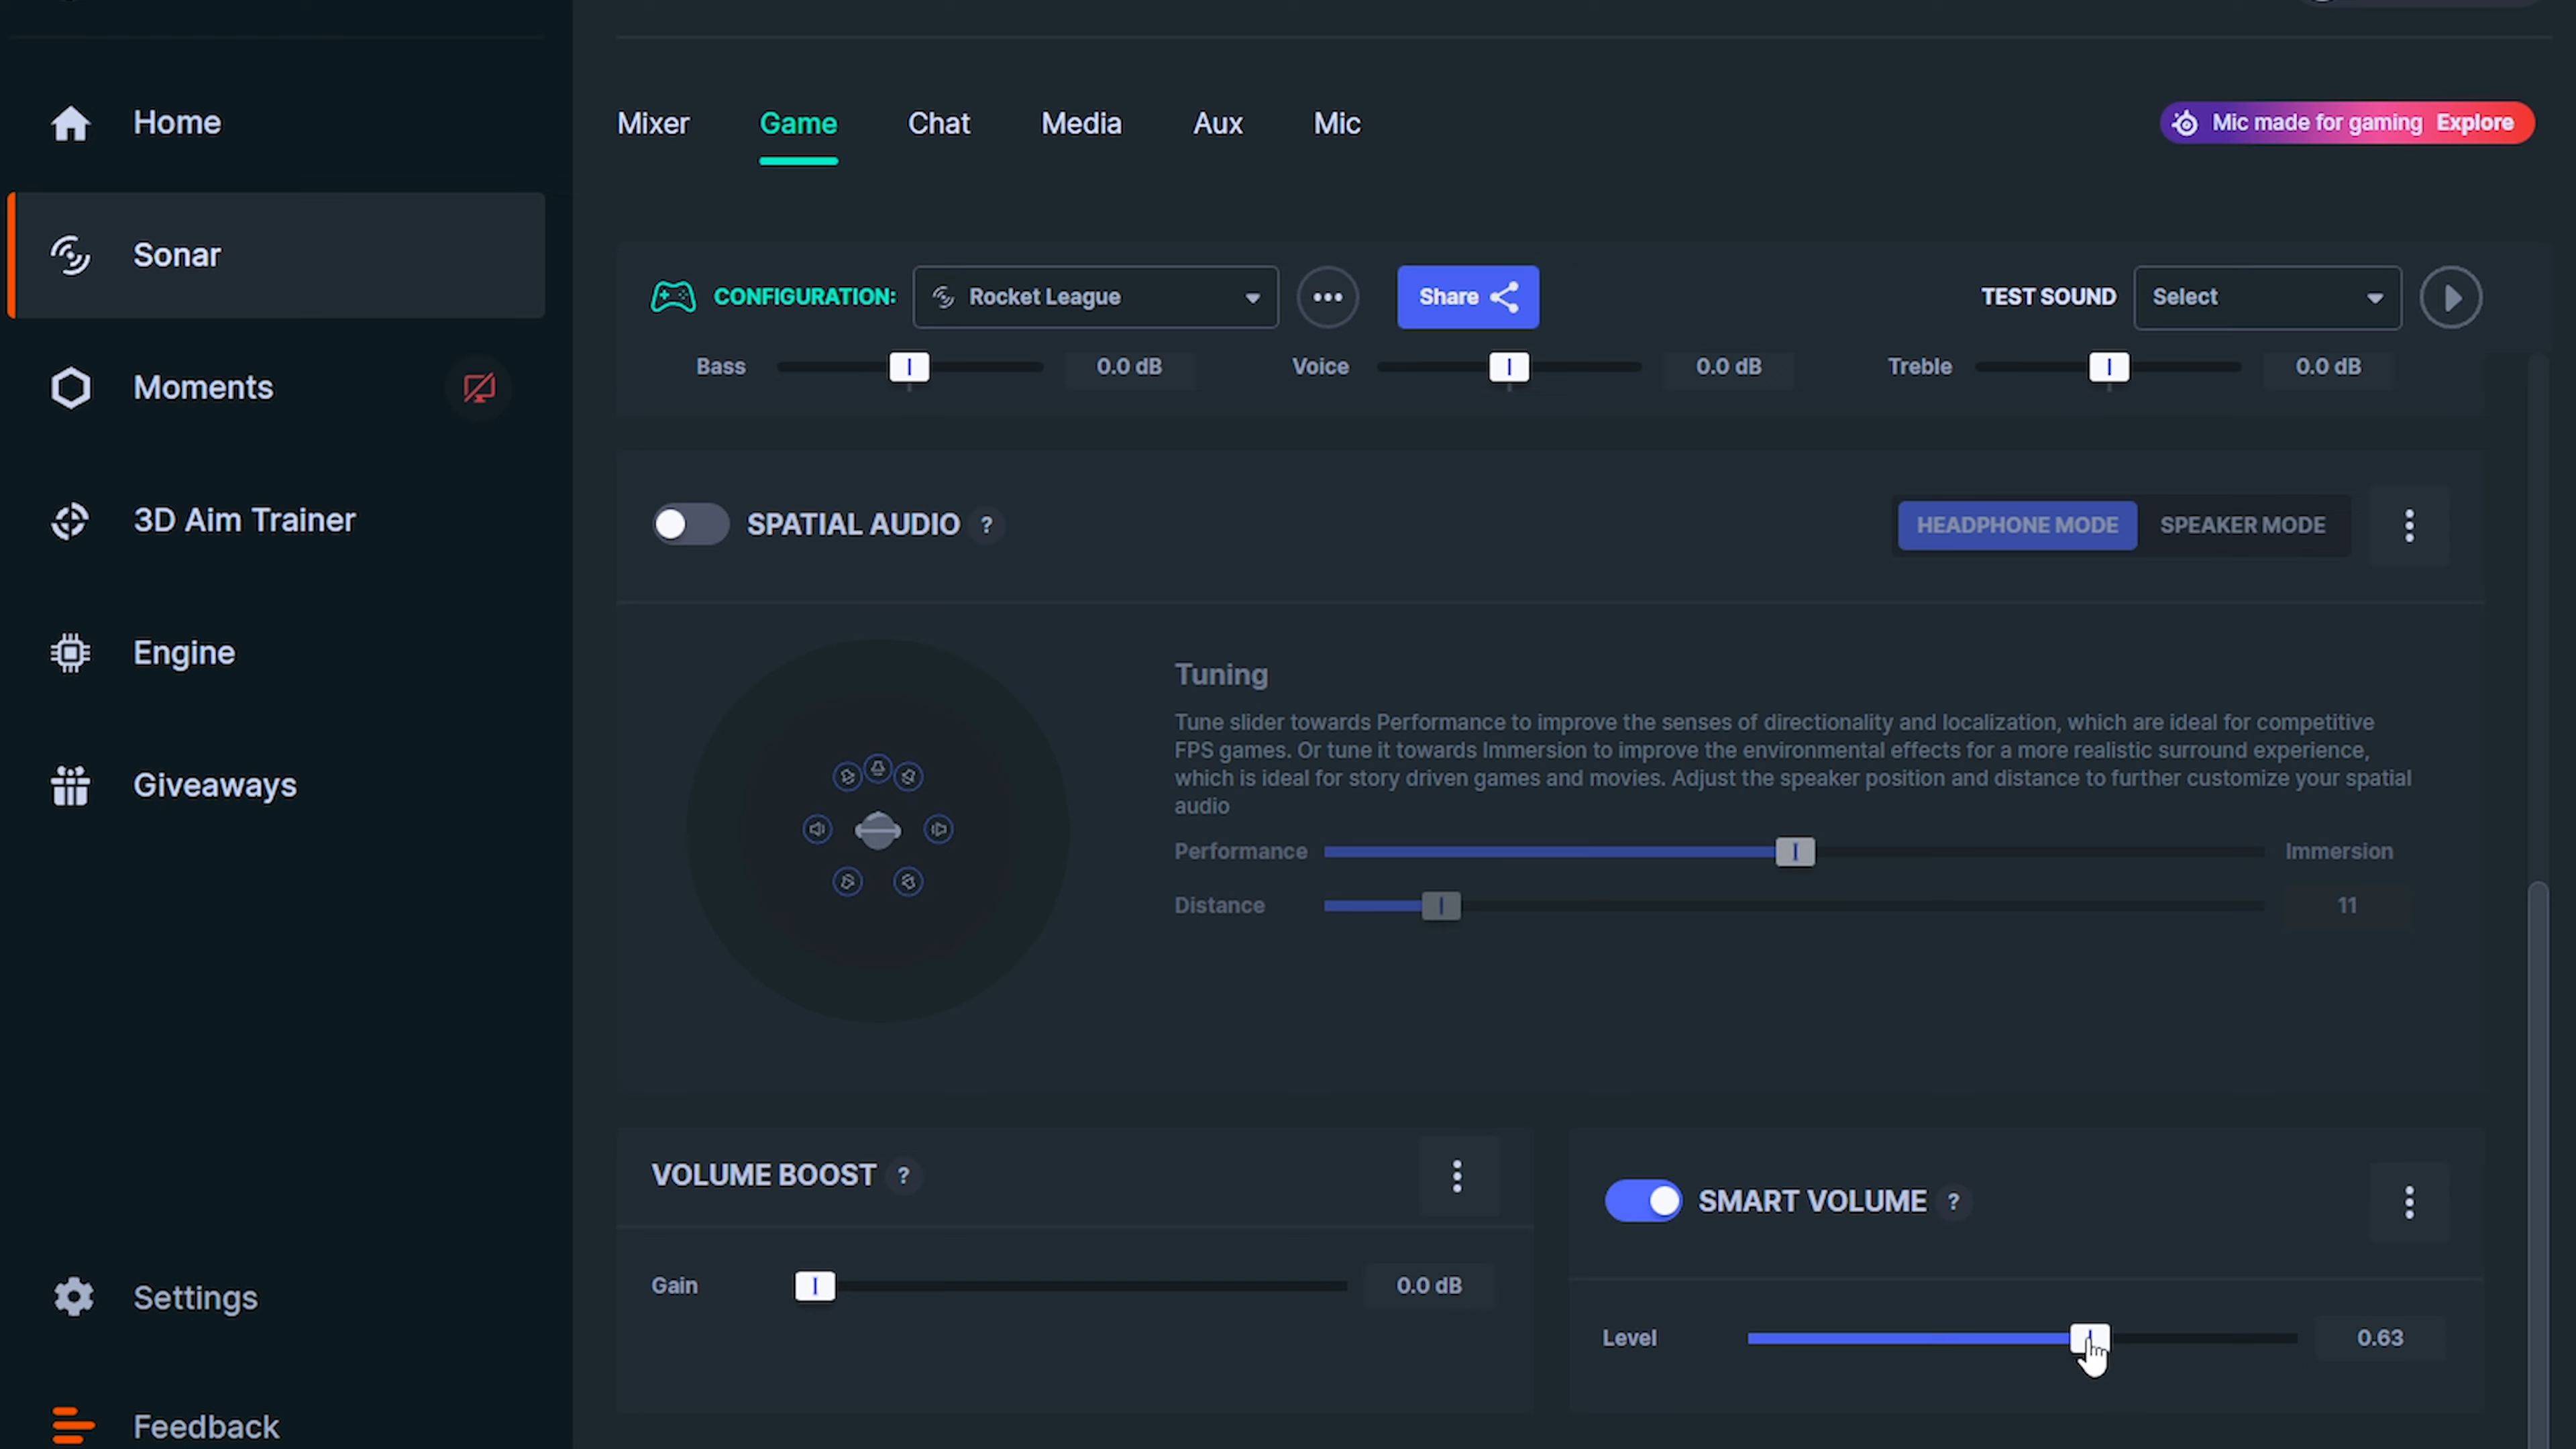 Home
Sonar
Moments
3D Aim Trainer
Engine
Giveaways
Settings
Feedback
Mixer
Game
Chat
Media
Aux
Mic
Mic made for gaming Explore
CONFIGURATION:
Rocket League
Share
TEST SOUND
Select
Bass
0.0 dB
Voice
0.0 dB
Treble
0.0 dB
SPATIAL AUDIO ?
HEADPHONE MODE
SPEAKER MODE
Tuning
Tune slider towards Performance to improve the senses of directionality and localization, which are ideal for competitive
FPS games. Or tune it towards Immersion to improve the environmental effects for a more realistic surround experience,
which is ideal for story driven games and movies. Adjust the speaker position and distance to further customize your spatial
audio
Performance
Immersion
Distance
11
VOLUME BOOST ?
Gain
0.0 dB
SMART VOLUME ?
Level
0.63